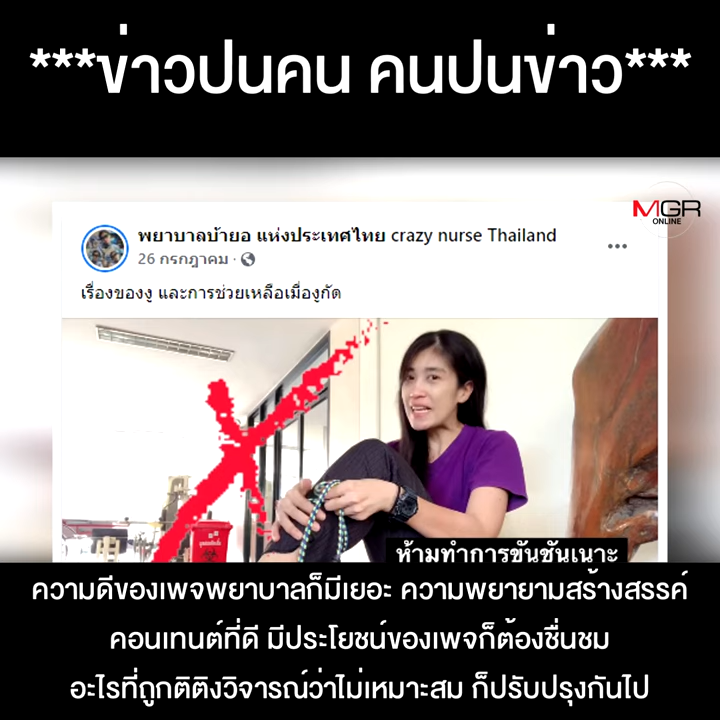 ***ข่าวปนคน คนปนข่าว***
MGR
ONLINE
พยาบาลบ้ายอ แห่งประเทศไทย crazy nurse Thailand
26 กรกฎาคม ·
เรื่องของงู และการช่วยเหลือเมื่องูกัด
ห้ามทำการขันชันเนาะ
ความดีของเพจพยาบาลก็มีเยอะ ความพยายามสร้างสรรค์
คอนเทนต์ที่ดี มีประโยชน์ของเพจก็ต้องชื่นชม
อะไรที่ถูกติติงวิจารณ์ว่าไม่เหมาะสม ก็ปรับปรุงกันไป